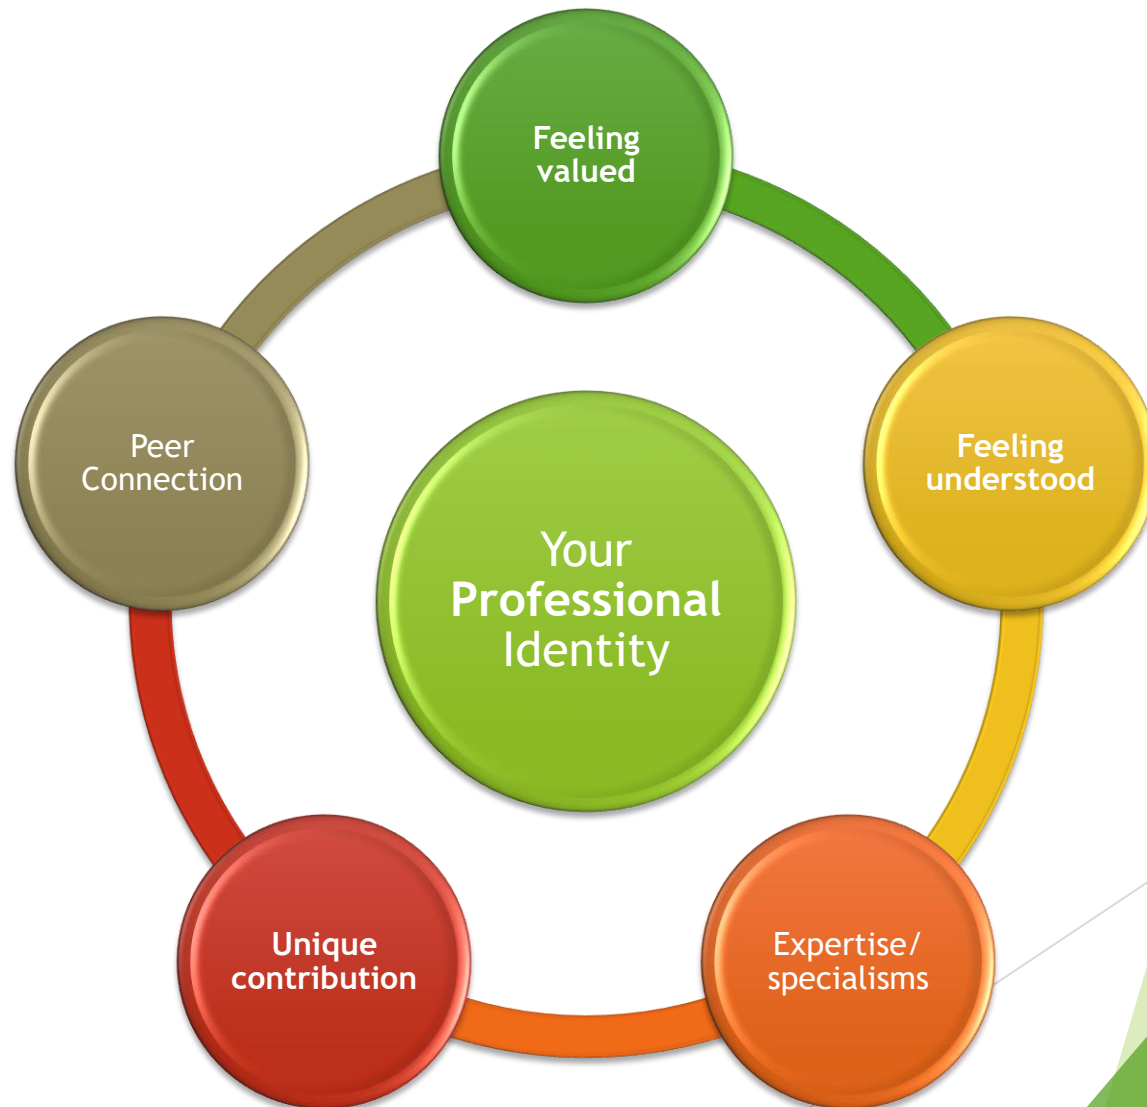 Feeling
valued
Feeling
understood
Expertise/
specialisms
Unique
contribution
Peer
Connection
Your
Professional
Identity